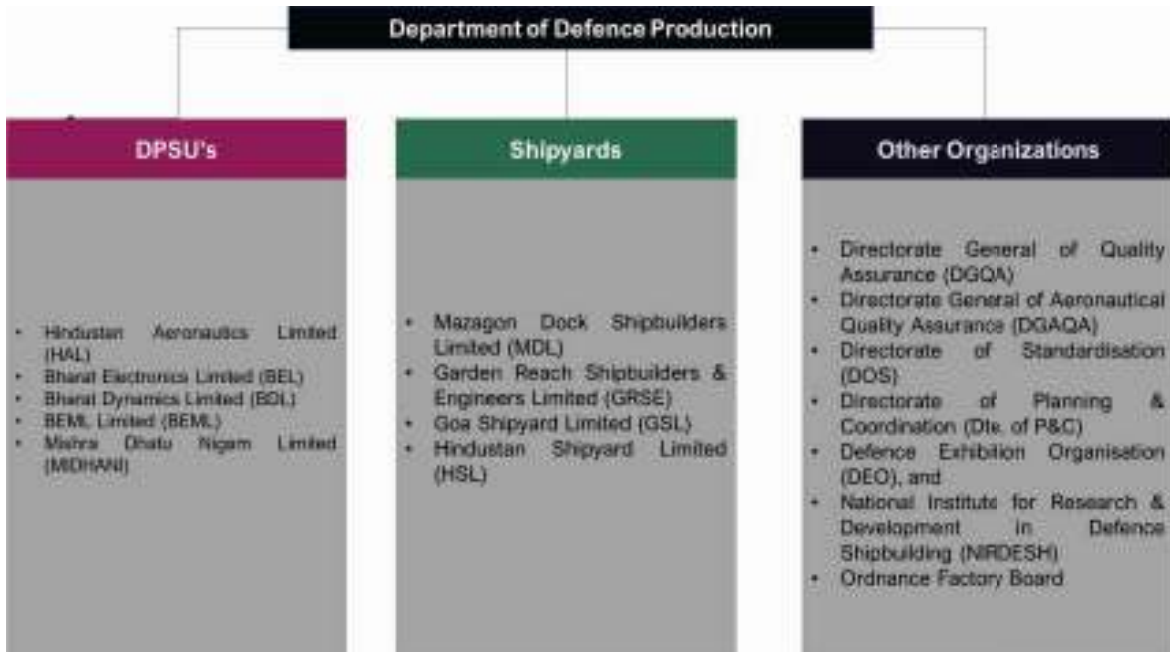 Department of Defence Production
DPSU's
Hindustan Aeronautics Limited
(HAL)
Bharat Electronics Limited (BEL)
Bharat Dynamics Limited (BDL)
BEML Limited (BEML)
Mishra Dhatu Nigam Limited
(MIDHANI)
Shipyards
Mazagon Dock Shipbuilders
Limited (MDL)
Garden Reach Shipbuilders &
Engineers Limited (GRSE)
Goa Shipyard Limited (GSL)
Hindustan Shipyard Limited
(HSL)
Other Organizations
Directorate General of Quality
Assurance (DGQA)
Directorate General of Aeronautical
Quality Assurance (DGAQA)
Directorate of Standardisation
(DOS)
Directorate of Planning &
Coordination (Dte. of P&C)
Defence Exhibition Organisation
(DEO), and
National Institute for Research &
Development in Defence
Shipbuilding (NIRDESH)
Ordnance Factory Board